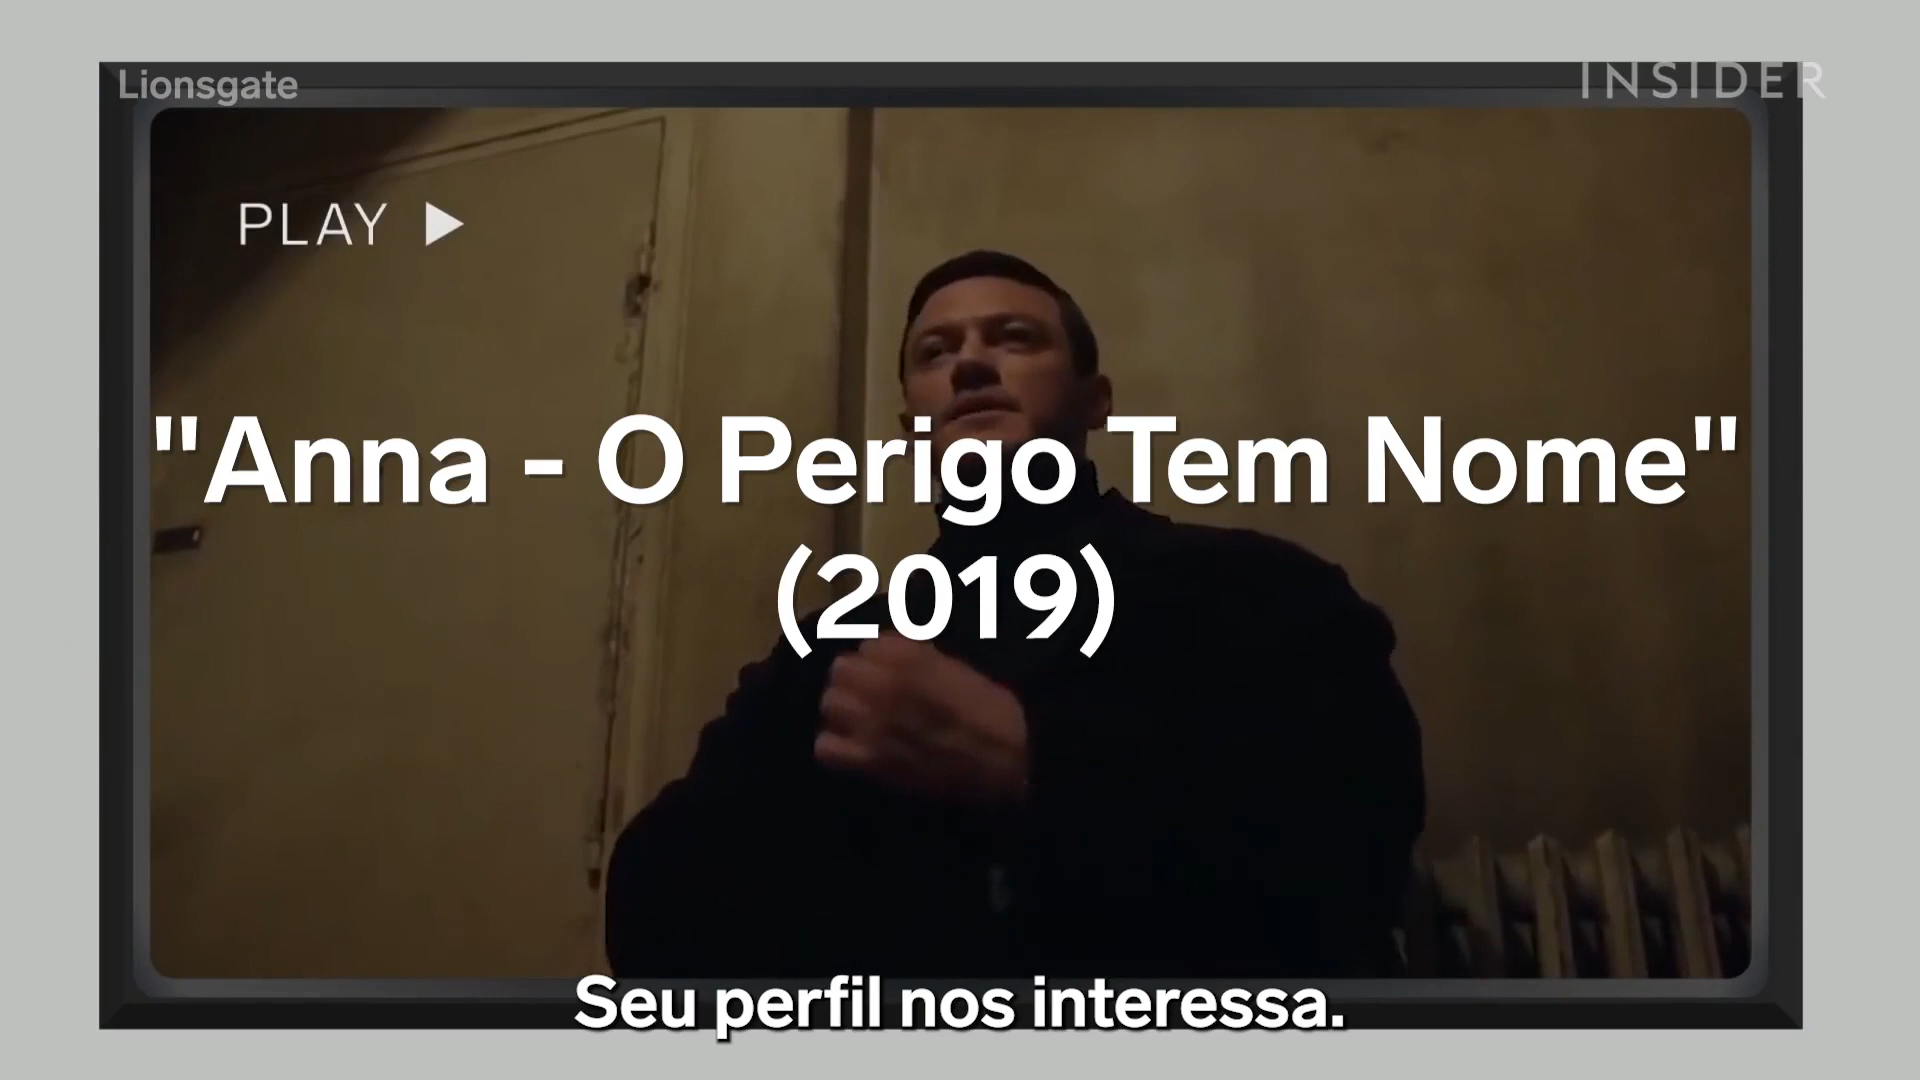 Lionsgate
INSIDER
PLAY
"Anna - O Perigo Tem Nome"
(2019)
Seu perfil nos interessa.